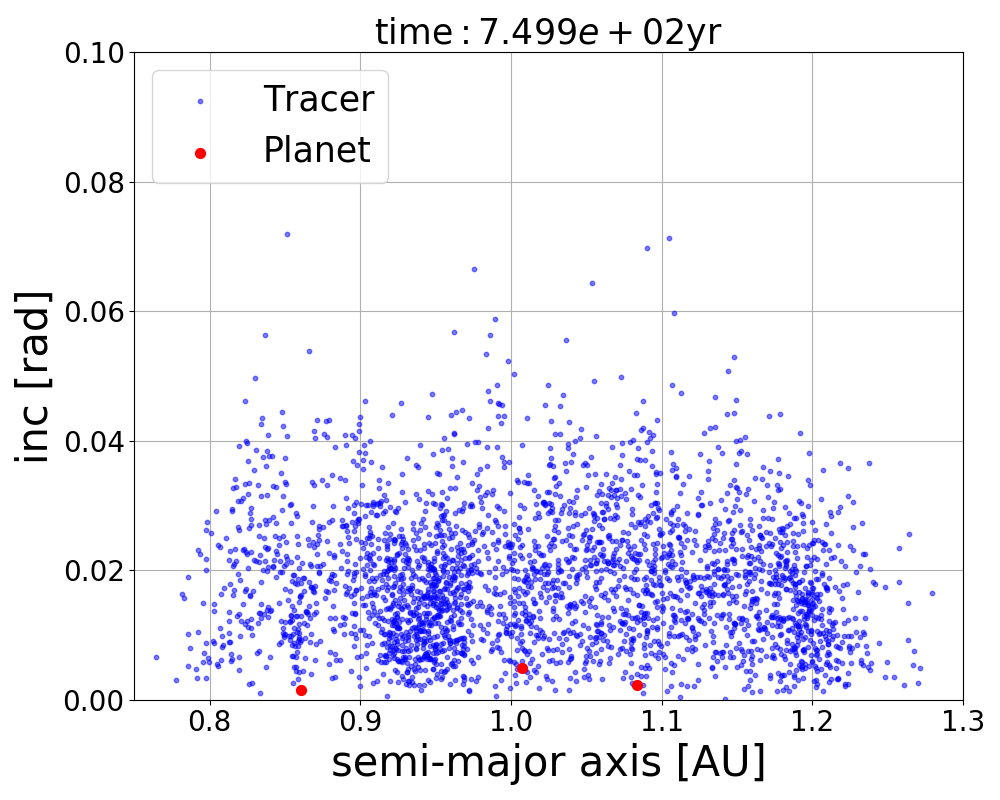 time : 7.499e + 02yr
0.10
0.08
0.06
0.04
0.02
0.00
inc [rad]
Tracer
Planet
0.8 0.9 1.0 1.1 1.2 1.3
semi-major axis [AU]